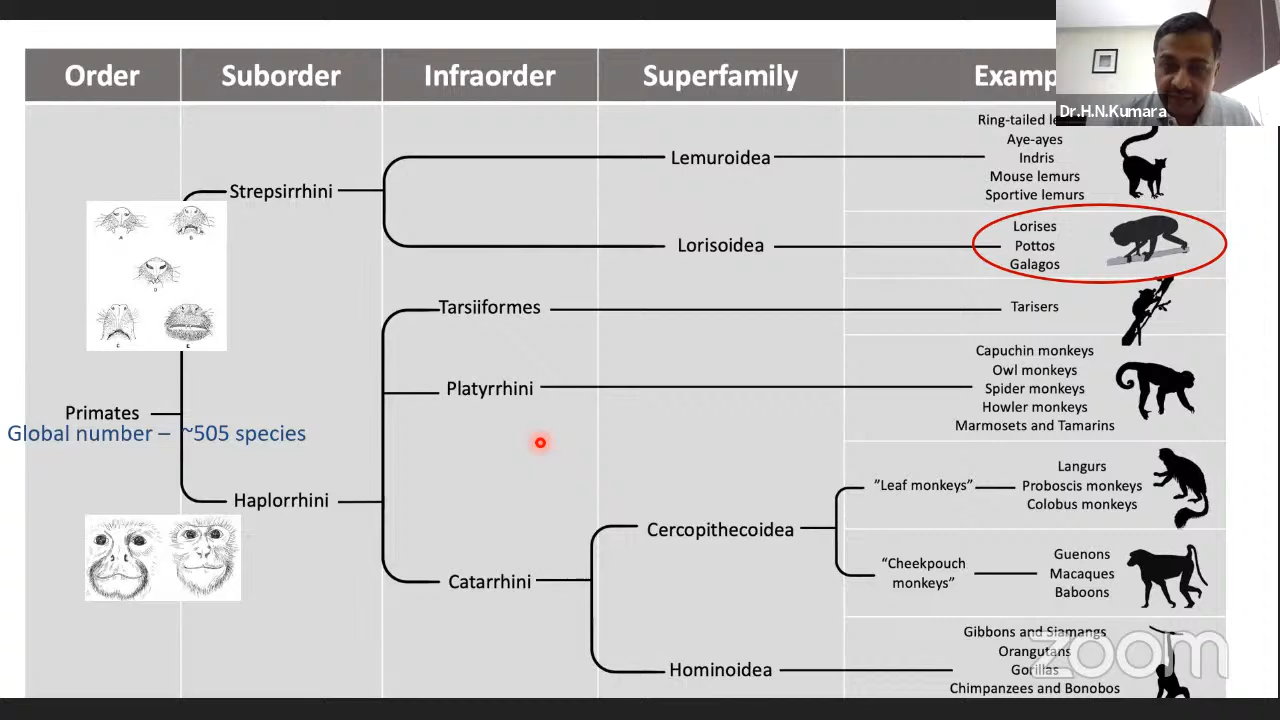 Order Suborder Infraorder Superfamily
Dr.H.N.Kumara
Ring-tailed
Aye-ayes
Indris
Mouse lemurs
Sportive lemurs
Lemuroidea
Strepsirrhini
Lorisoidea
Lorises
Pottos
Galagos
A
B
D
C
E
Tarsiiformes
Tarisers
Platyrrhini
Capuchin monkeys
Owl monkeys
Spider monkeys
Howler monkeys
Marmosets and Tamarins
Primates
Global number – ~505 species
Haplorrhini
Cercopithecoidea
”Leaf monkeys”
Langurs
Proboscis monkeys
Colobus monkeys
“Cheekpouch
monkeys”
Guenons
Macaques
Baboons
Catarrhini
Hominoidea
Gibbons and Siamangs
Orangutans
Gorillas
Chimpanzees and Bonobos
zoom